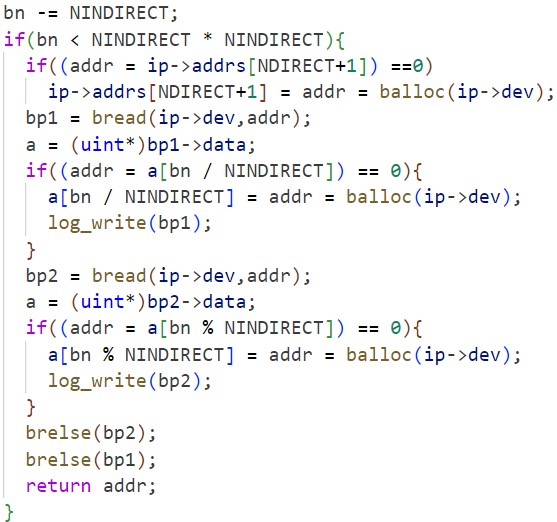 bn -= NINDIRECT;
if(bn < NINDIRECT * NINDIRECT){
  if((addr = ip->addrs[NDIRECT+1]) ==0)
    ip->addrs[NDIRECT+1] = addr = balloc(ip->dev);
  bp1 = bread(ip->dev,addr);
  a = (uint*)bp1->data;
  if((addr = a[bn / NINDIRECT]) == 0){
    a[bn / NINDIRECT] = addr = balloc(ip->dev);
    log_write(bp1);
  }
  bp2 = bread(ip->dev,addr);
  a = (uint*)bp2->data;
  if((addr = a[bn % NINDIRECT]) == 0){
    a[bn % NINDIRECT] = addr = balloc(ip->dev);
    log_write(bp2);
  }
  brelse(bp2);
  brelse(bp1);
  return addr;
}